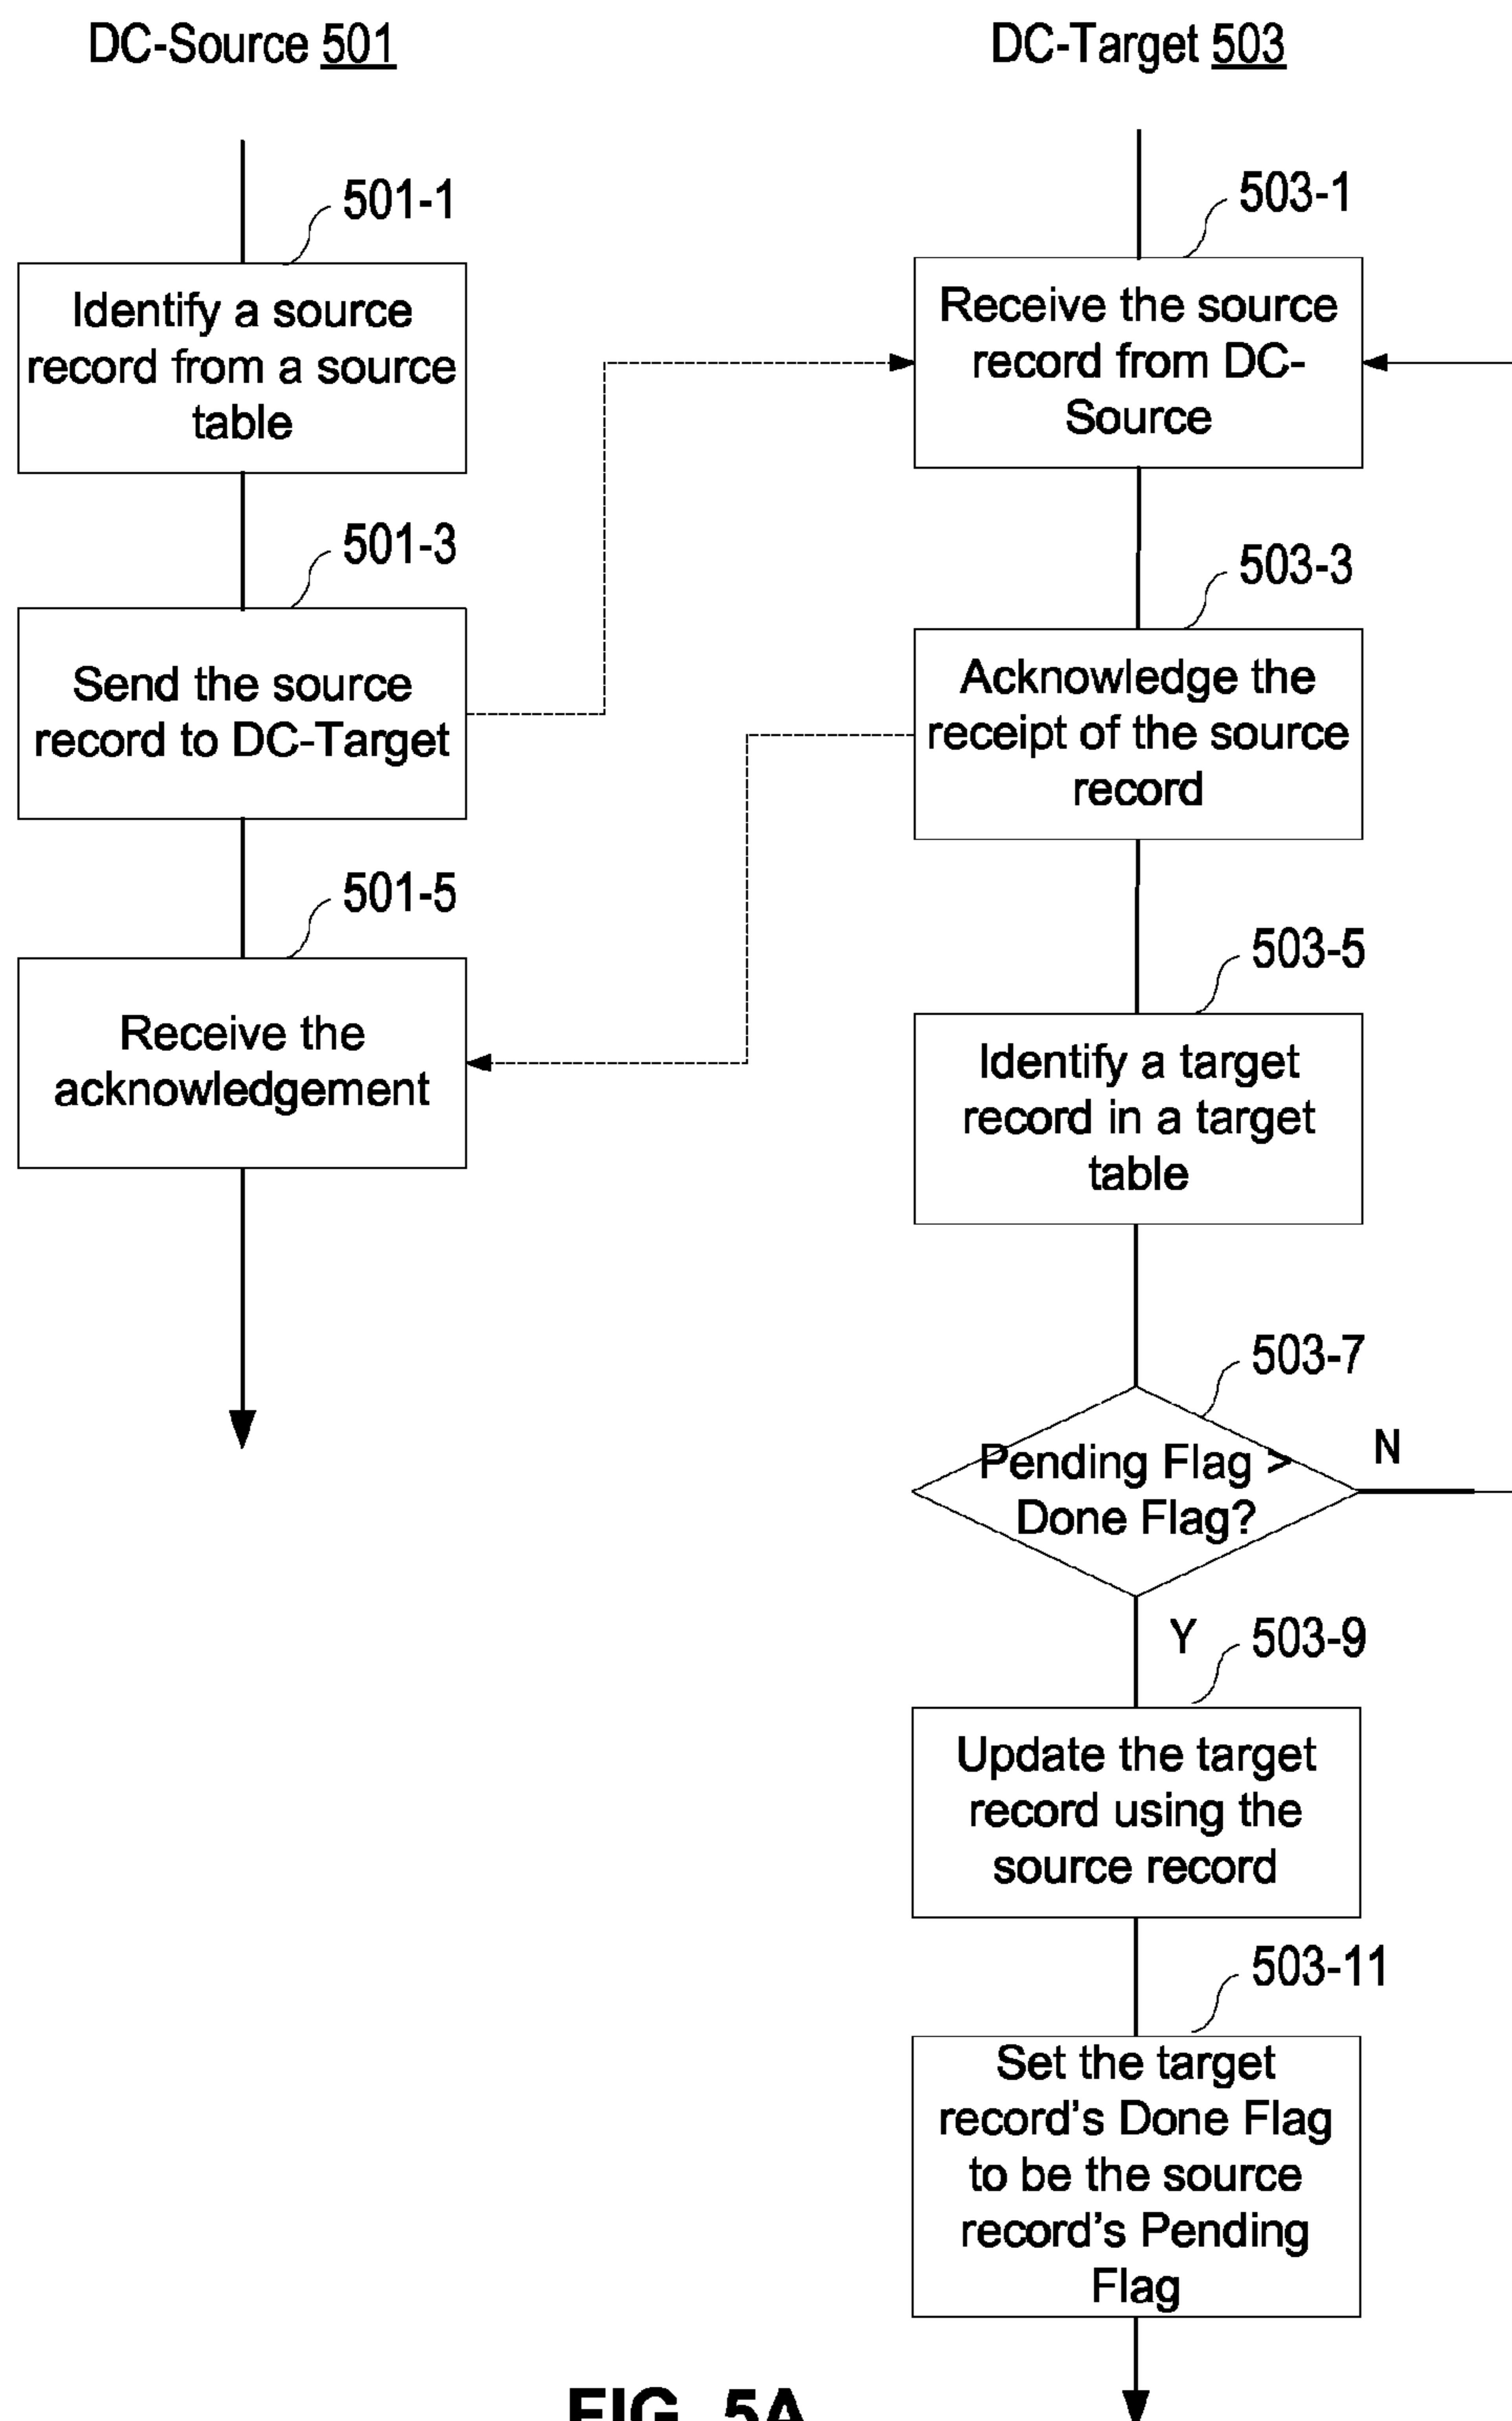 DC-Source 501
501-1
Identify a source
record from a source
table
501-3
Send the source
record to DC-Target
501-5
Receive the
acknowledgement
DC-Target 503
503-1
Receive the source
record from DC-
Source
503-3
Acknowledge the
receipt of the source
record
503-5
Identify a target
record in a target
table
503-7
Pending Flag >
Done Flag?
N
Y
503-9
Update the target
record using the
source record
503-11
Set the target
record's Done Flag
to be the source
record's Pending
Flag
FIG. 5A